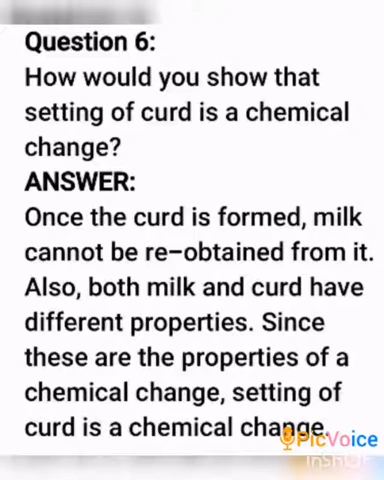 Question 6:
How would you show that
setting of curd is a chemical
change?
ANSWER:
Once the curd is formed, milk
cannot be re-obtained from it.
Also, both milk and curd have
different properties. Since
these are the properties of a
chemical change, setting of
curd is a chemical change.
PicVoice
InShOt